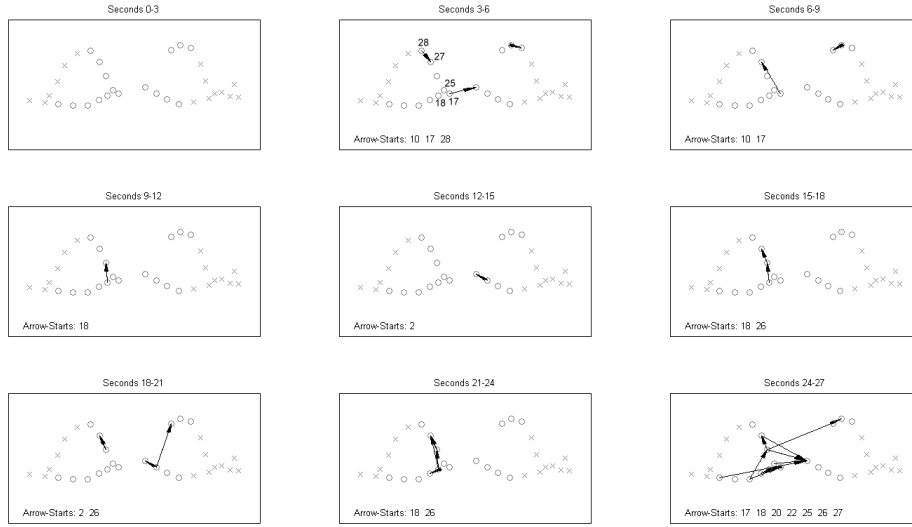 Seconds 0-3
Seconds 3-6
28
27
25
18 17
Arrow-Starts: 10 17 28
Seconds 6-9
Arrow-Starts: 10 17
Seconds 9-12
Arrow-Starts: 18
Seconds 12-15
Arrow-Starts: 2
Seconds 15-18
Arrow-Starts: 18 26
Seconds 18-21
Arrow-Starts: 2 26
Seconds 21-24
Arrow-Starts: 18 26
Seconds 24-27
Arrow-Starts: 17 18 20 22 25 26 27